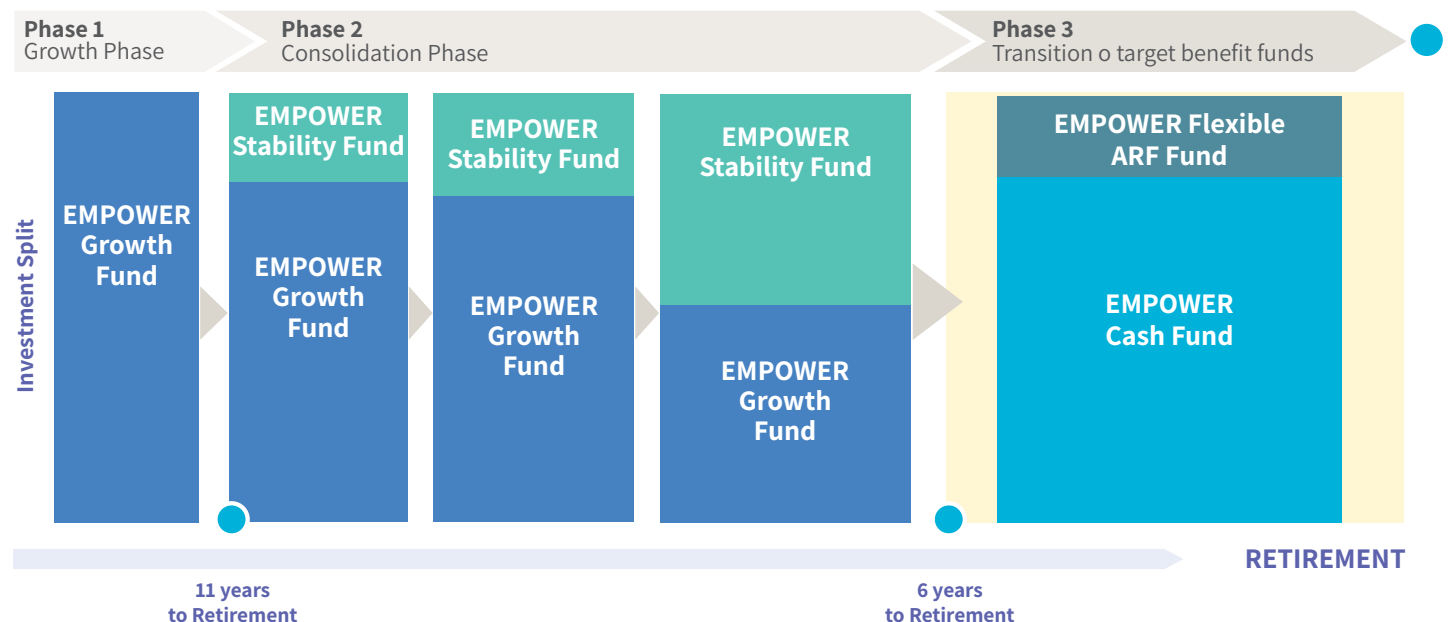 Phase 1
Growth Phase
Phase 2
Consolidation Phase
Phase 3
Transition o target benefit funds
Investment Split
EMPOWER
Growth
Fund
EMPOWER
Stability Fund
EMPOWER
Growth
Fund
EMPOWER
Stability Fund
EMPOWER
Growth
Fund
EMPOWER
Stability Fund
EMPOWER
Growth
Fund
EMPOWER Flexible
ARF Fund
EMPOWER
Cash Fund
RETIREMENT
11 years
to Retirement
6 years
to Retirement